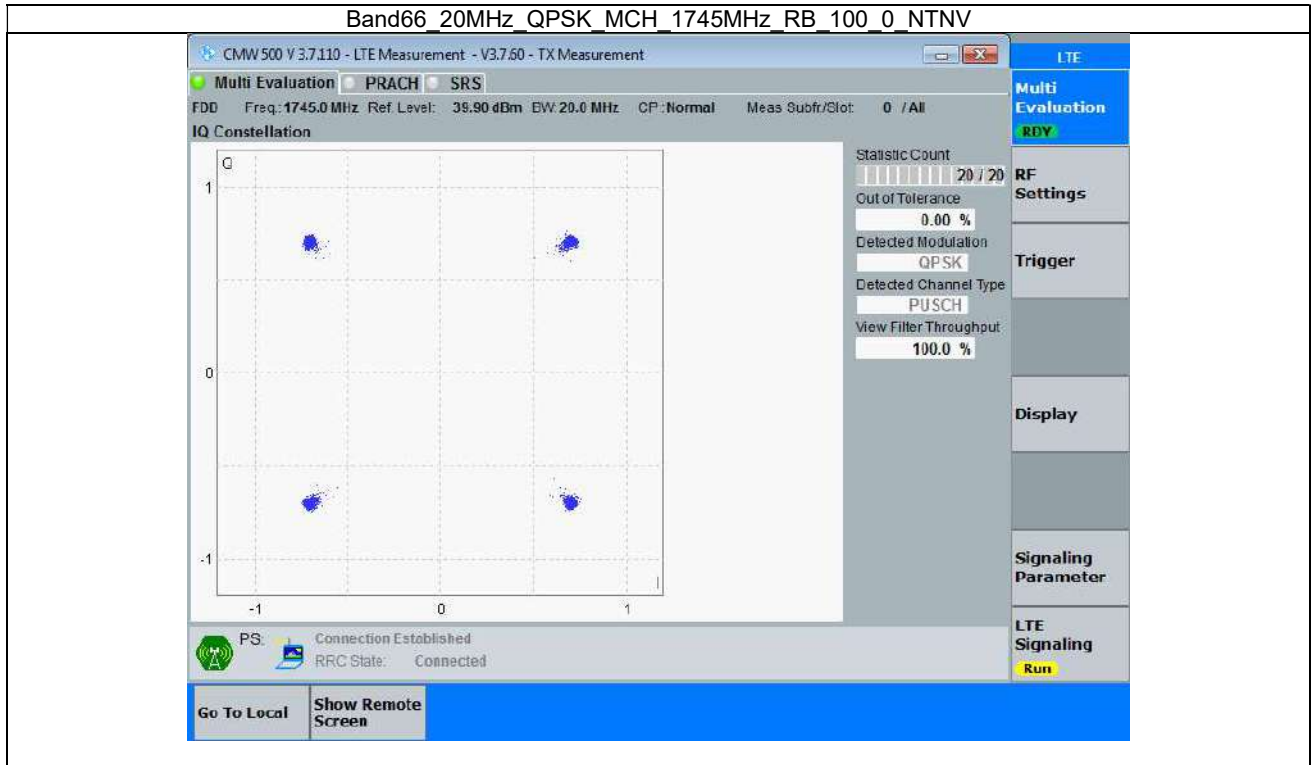 Band66_20MHz_QPSK_MCH_1745MHz_RB_100_0_NTNV
CMW 500 V 3.7.110 - LTE Measurement - V3.7.60 - TX Measurement
LTE
Multi Evaluation PRACH SRS
FDD Freq.: 1745.0 MHz Ref. Level: 39.90 dBm BW: 20.0 MHz CP: Normal Meas Subfr/Slot: 0 / All
IQ Constellation
Q
1
0
-1
-1 0 1
I
Statistic Count
20 / 20
Out of Tolerance
0.00 %
Detected Modulation
QPSK
Detected Channel Type
PUSCH
View Filter Throughput
100.0 %
Multi
Evaluation
RDY
RF
Settings
Trigger
Display
Signaling
Parameter
LTE
Signaling
Run
PS: Connection Established
RRC State: Connected
Go To Local
Show Remote
Screen